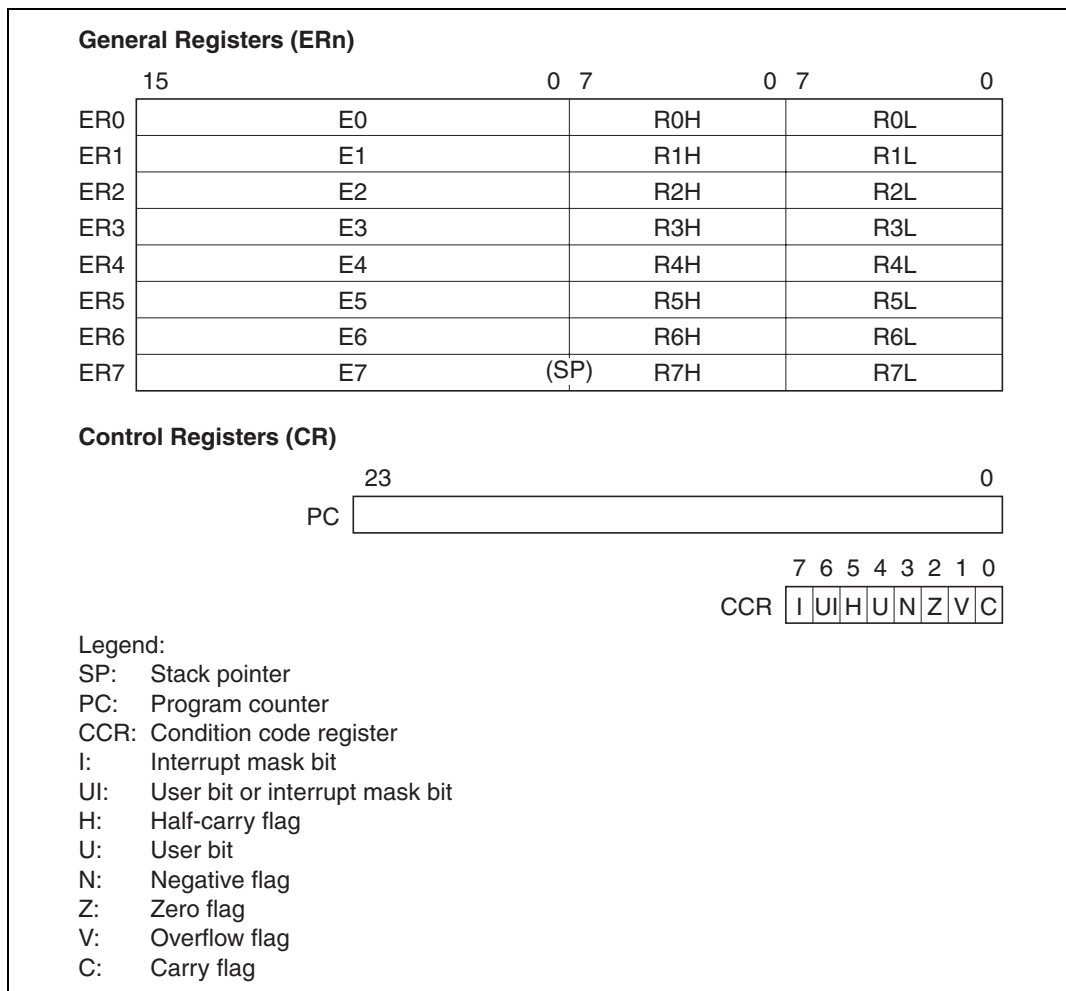 General Registers (ERn)
15 0 7 0 7 0
ER0 E0 R0H R0L
ER1 E1 R1H R1L
ER2 E2 R2H R2L
ER3 E3 R3H R3L
ER4 E4 R4H R4L
ER5 E5 R5H R5L
ER6 E6 R6H R6L
ER7 E7 (SP) R7H R7L
Control Registers (CR)
23 0
PC
7 6 5 4 3 2 1 0
CCR I UI H U N Z V C
Legend:
SP: Stack pointer
PC: Program counter
CCR: Condition code register
I: Interrupt mask bit
UI: User bit or interrupt mask bit
H: Half-carry flag
U: User bit
N: Negative flag
Z: Zero flag
V: Overflow flag
C: Carry flag